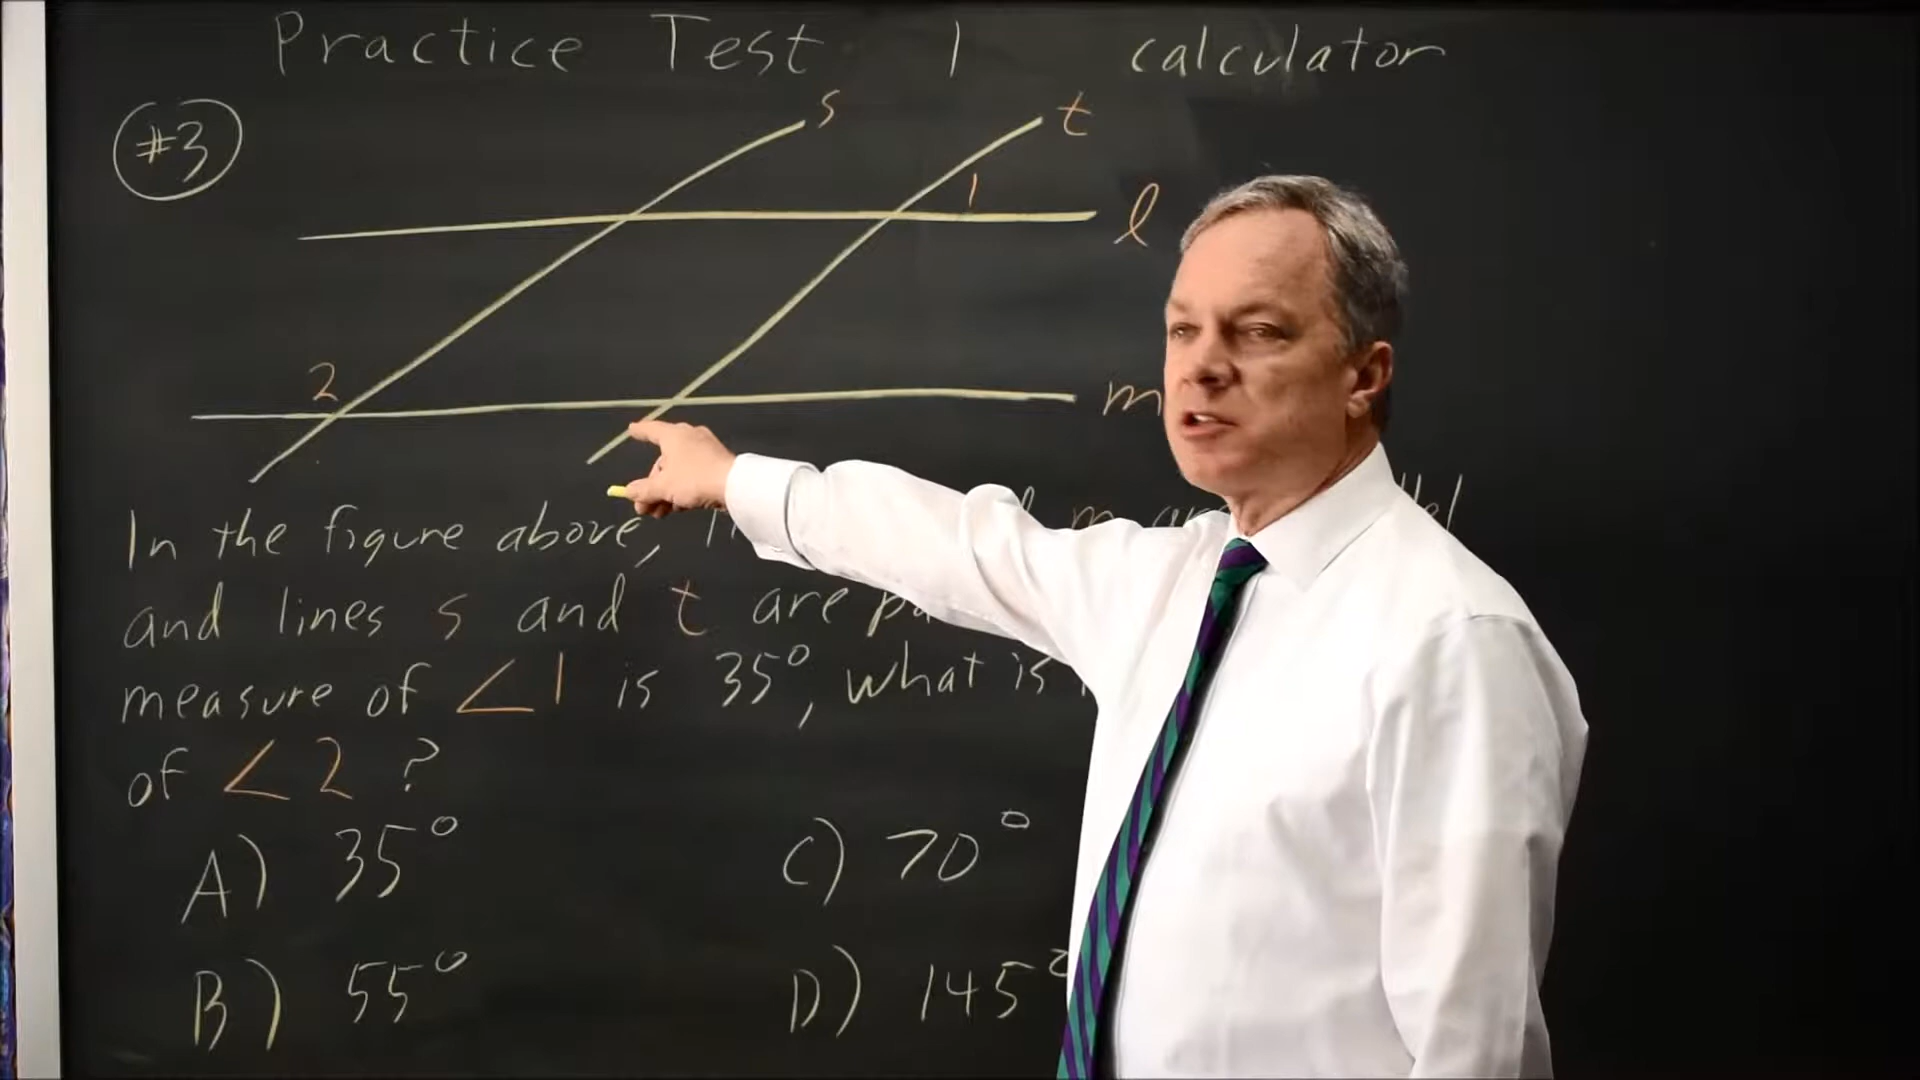 Practice Test 1 calculator
#3
s
t
1
l
2
m
In the figure above, m
and lines s and t are
measure of ∠1 is 35°, what is
of ∠2 ?
A) 35° C) 70°
B) 55° D) 145°